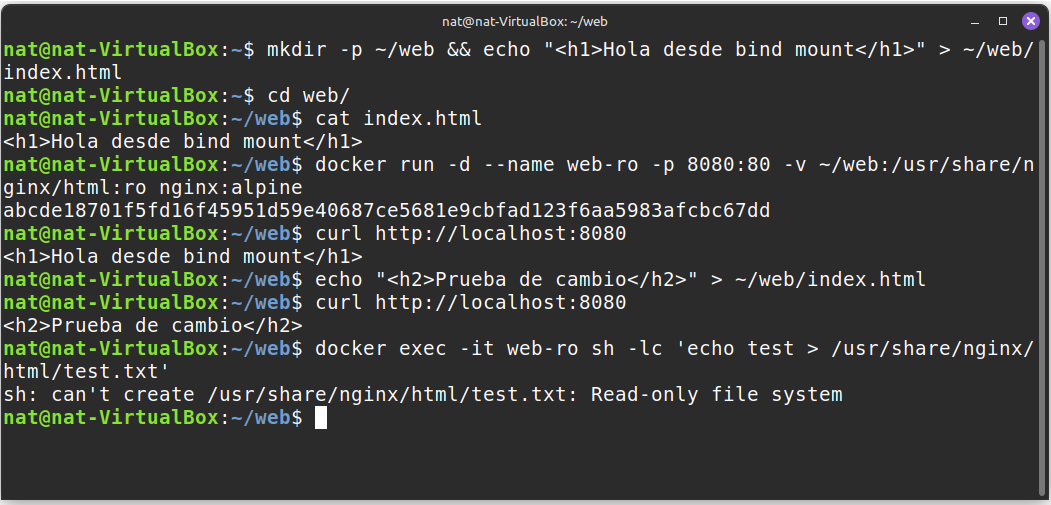 nat@nat-VirtualBox: ~/web
nat@nat-VirtualBox:~$ mkdir -p ~/web && echo "<h1>Hola desde bind mount</h1>" > ~/web/
index.html
nat@nat-VirtualBox:~$ cd web/
nat@nat-VirtualBox:~/web$ cat index.html
<h1>Hola desde bind mount</h1>
nat@nat-VirtualBox:~/web$ docker run -d --name web-ro -p 8080:80 -v ~/web:/usr/share/n
ginx/html:ro nginx:alpine
abcde18701f5fd16f45951d59e40687ce5681e9cbfad123f6aa5983afcbc67dd
nat@nat-VirtualBox:~/web$ curl http://localhost:8080
<h1>Hola desde bind mount</h1>
nat@nat-VirtualBox:~/web$ echo "<h2>Prueba de cambio</h2>" > ~/web/index.html
nat@nat-VirtualBox:~/web$ curl http://localhost:8080
<h2>Prueba de cambio</h2>
nat@nat-VirtualBox:~/web$ docker exec -it web-ro sh -lc 'echo test > /usr/share/nginx/
html/test.txt'
sh: can't create /usr/share/nginx/html/test.txt: Read-only file system
nat@nat-VirtualBox:~/web$